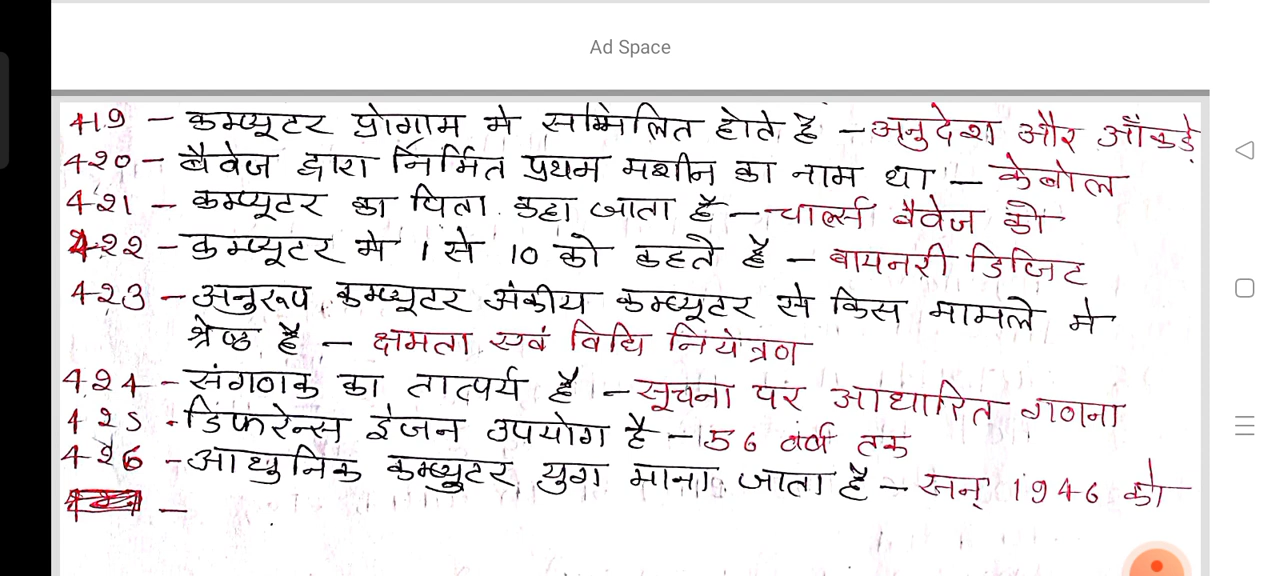 Ad Space
419 - कम्प्यूटर प्रोग्राम मे सम्मिलित होते है - अनुदेश और आँकड़े
420 - बैवेज द्वारा निर्मित प्रथम मशीन का नाम था - केबोल
421 - कम्प्यूटर का पिता कहा जाता है - चार्ल्स बैवेज को
422 - कम्प्यूटर मे 1 से 10 को कहते है - बायनरी डिजिट
423 - अनुरूप कम्प्यूटर अंकीय कम्प्यूटर से किस मामले मे
श्रेष्ठ है - क्षमता एवं विधि नियंत्रण
424 - संगणक का तात्पर्य है - सूचना पर आधारित गणना
425 - डिफरेन्स इंजन उपयोग है - 156 वर्ष तक
426 - आधुनिक कम्प्युटर युग माना जाता है - सन् 1946 को